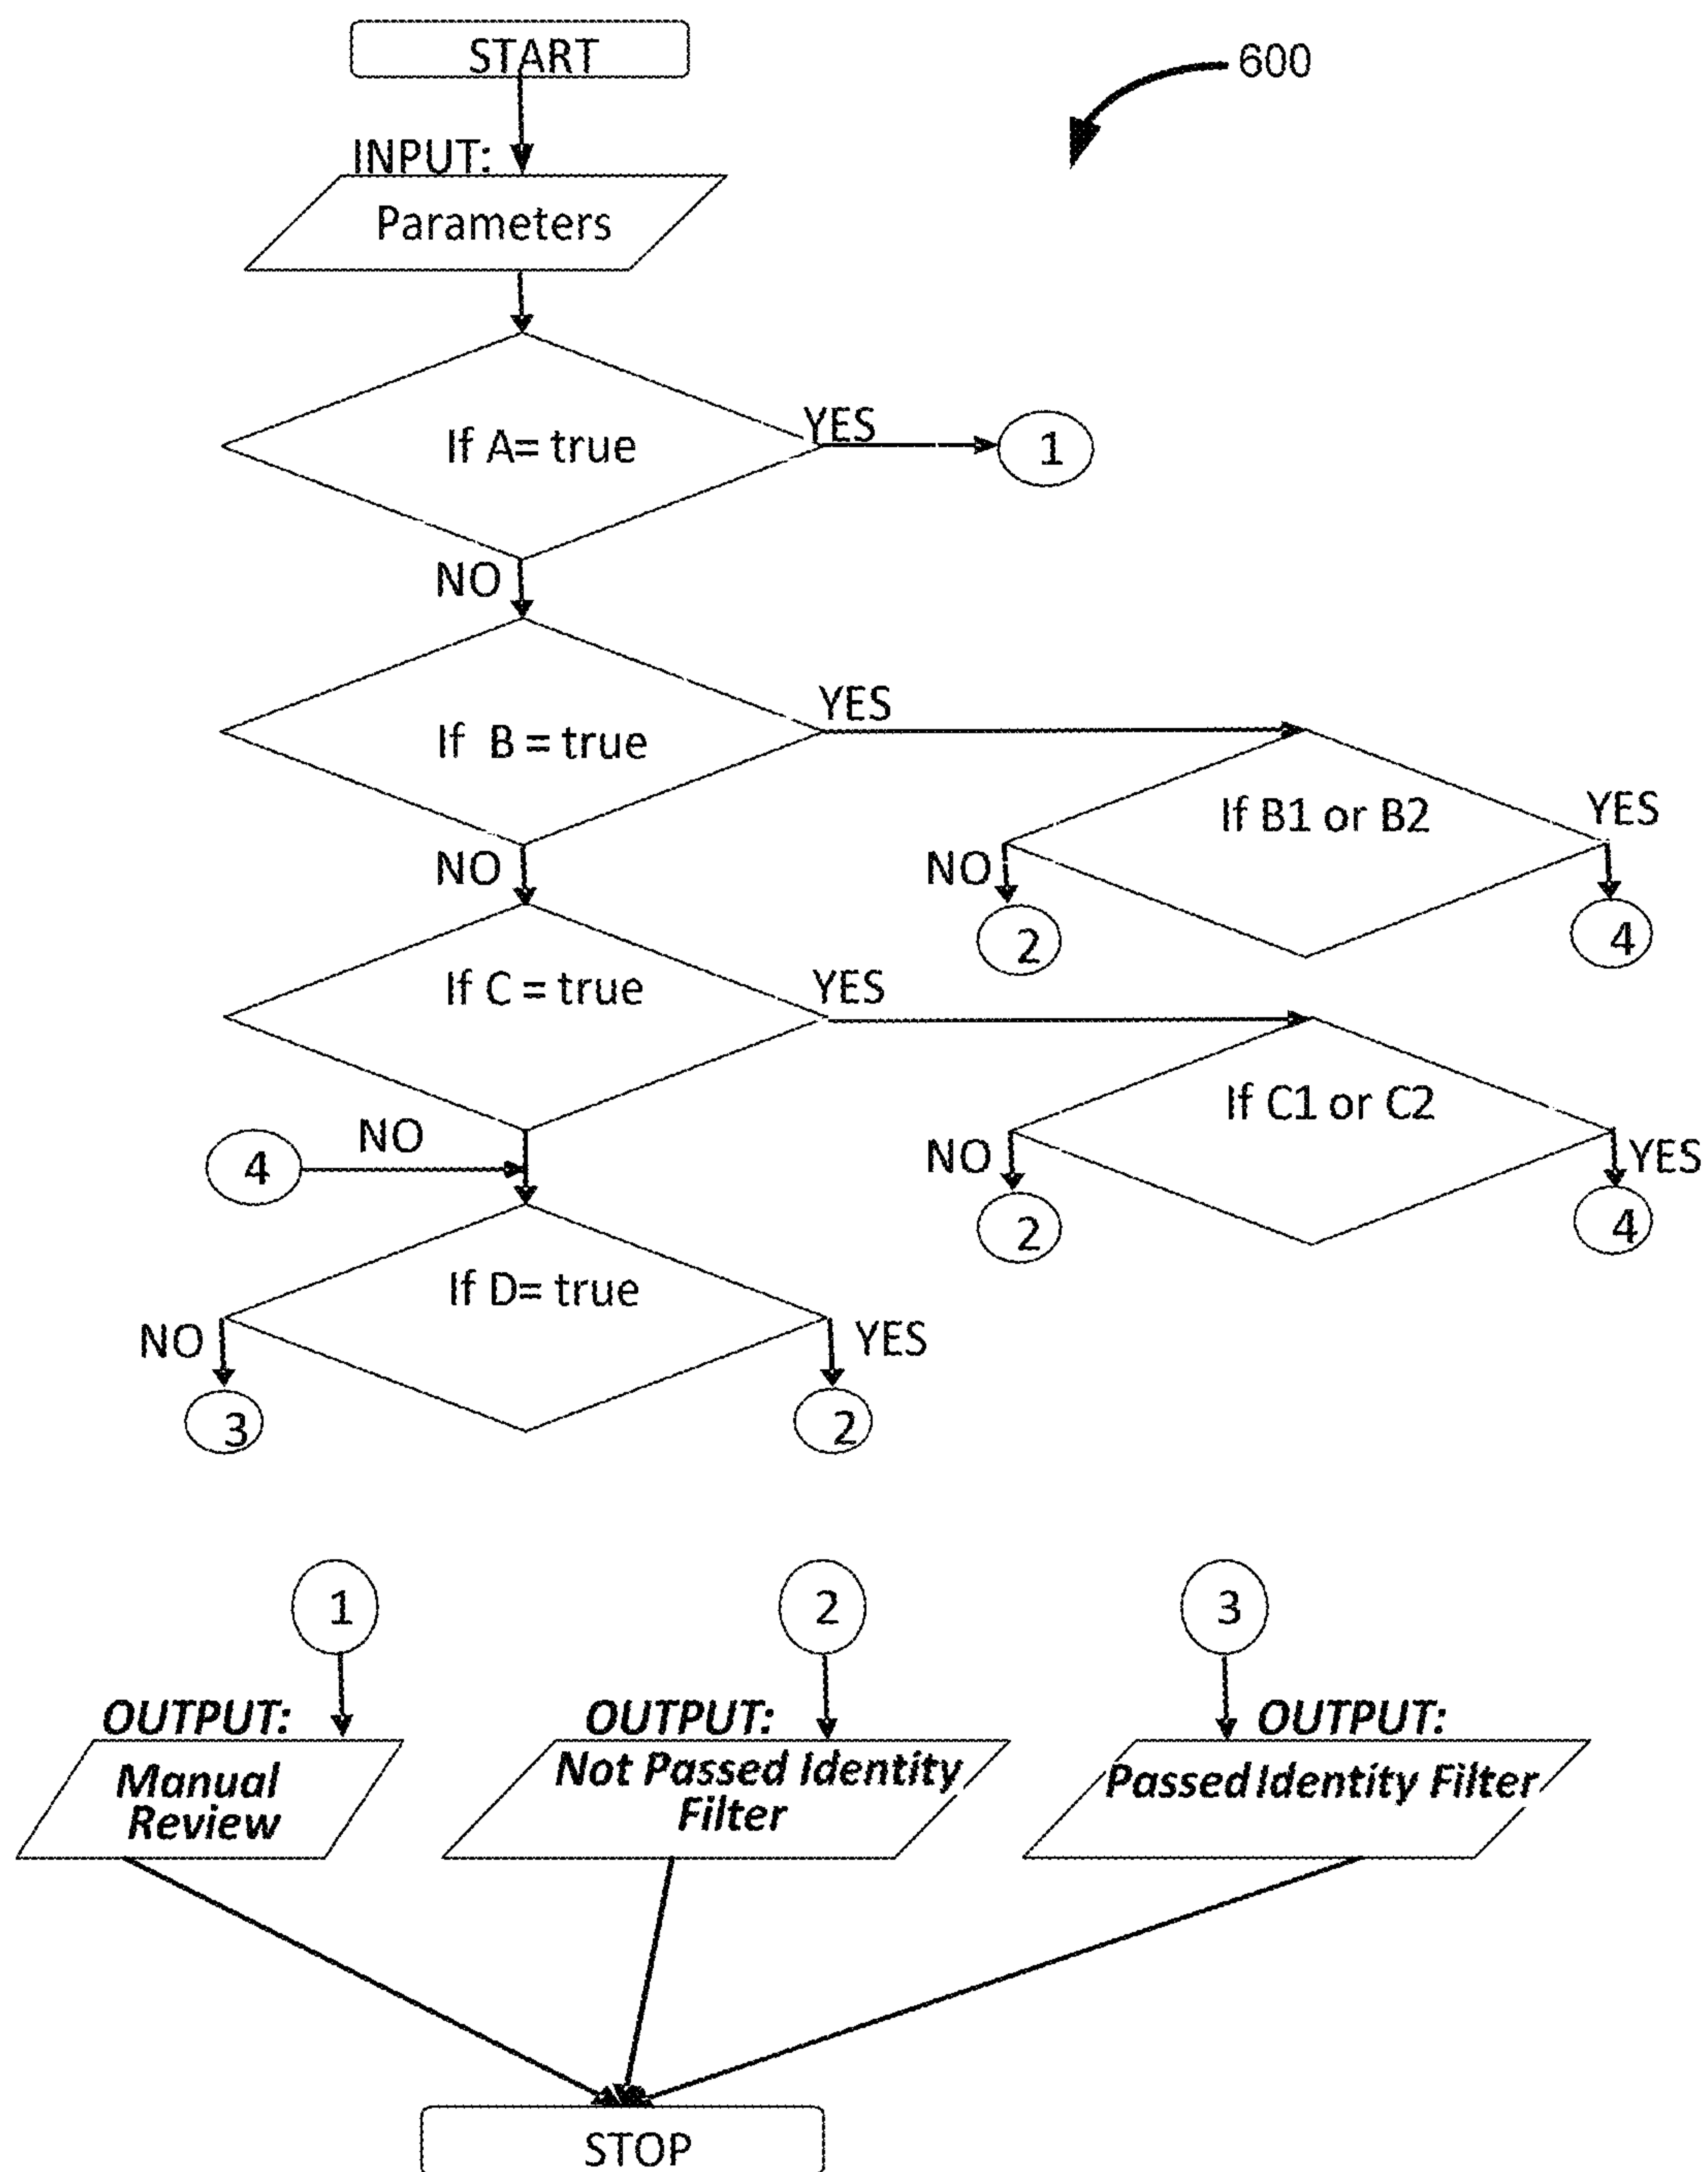 START
600
INPUT:
Parameters
If A= true
YES
1
NO
If B = true
YES
If B1 or B2
YES
NO
NO
2
4
If C = true
YES
If C1 or C2
NO
4
NO
YES
2
4
If D= true
NO
YES
3
2
1
2
3
OUTPUT:
OUTPUT:
OUTPUT:
Manual
Review
Not Passed Identity
Filter
Passed Identity Filter
STOP